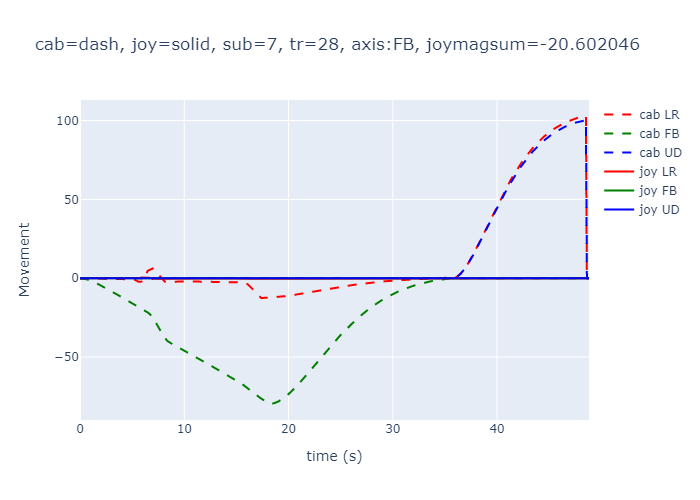 cab=dash, joy=solid, sub=7, tr=28, axis:FB, joymagsum=-20.602046
100
50
0
−50
Movement
0
10
20
30
40
time (s)
cab LR
cab FB
cab UD
joy LR
joy FB
joy UD